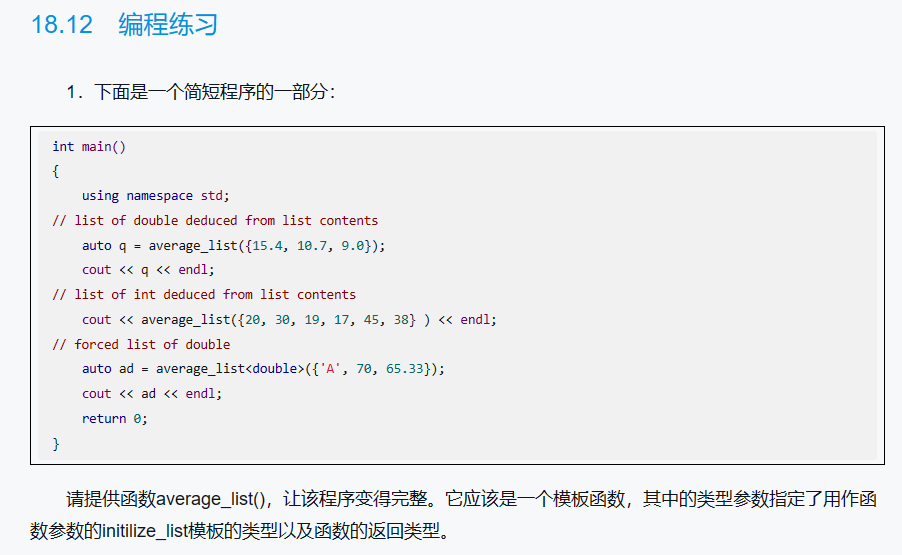 18.12 编程练习
1．下面是一个简短程序的一部分：
int main()
{
    using namespace std;
// list of double deduced from list contents
    auto q = average_list({15.4, 10.7, 9.0});
    cout << q << endl;
// list of int deduced from list contents
    cout << average_list({20, 30, 19, 17, 45, 38} ) << endl;
// forced list of double
    auto ad = average_list<double>({'A', 70, 65.33});
    cout << ad << endl;
    return 0;
}
请提供函数average_list()，让该程序变得完整。它应该是一个模板函数，其中的类型参数指定了用作函
数参数的initilize_list模板的类型以及函数的返回类型。